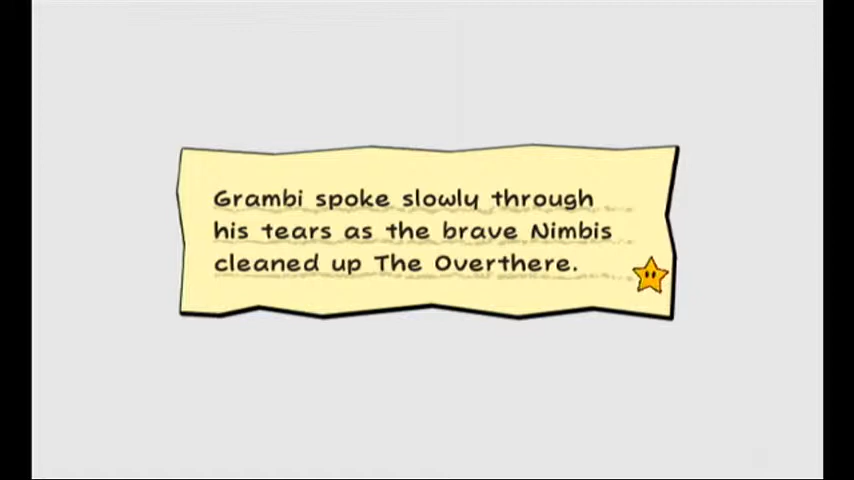 Grambi spoke slowly through
his tears as the brave Nimbis
cleaned up The Overthere.